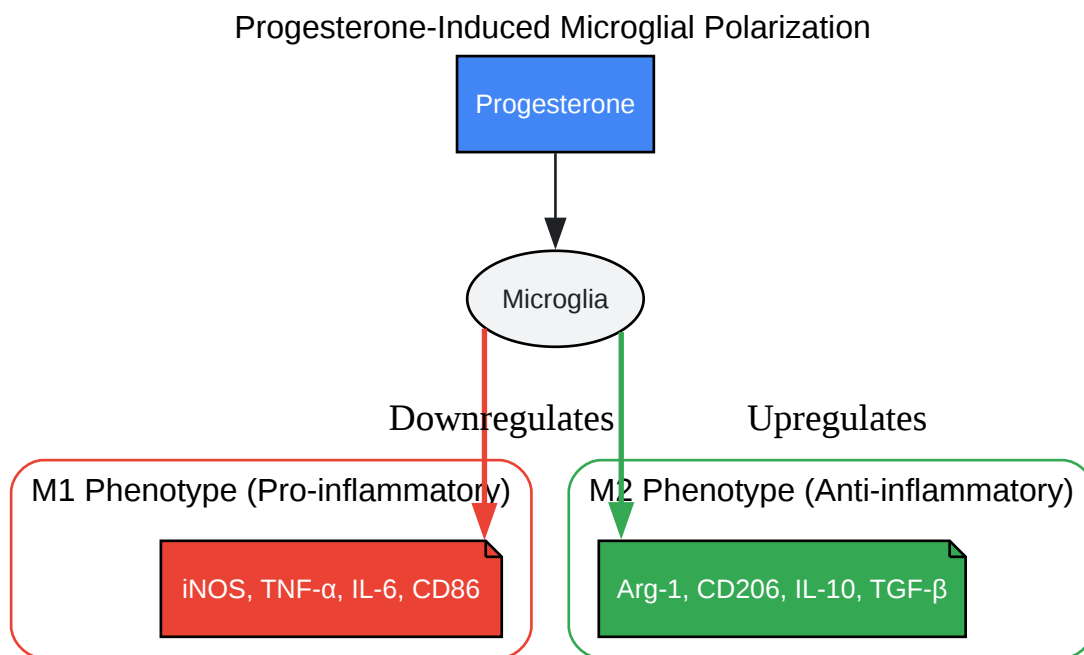 Progesterone-Induced Microglial Polarization
Progesterone
Microglia
Downregulates
Upregulates
M1 Phenotype (Pro-inflammatory)
M2 Phenotype (Anti-inflammatory)
iNOS, TNF-α, IL-6, CD86
Arg-1, CD206, IL-10, TGF-β